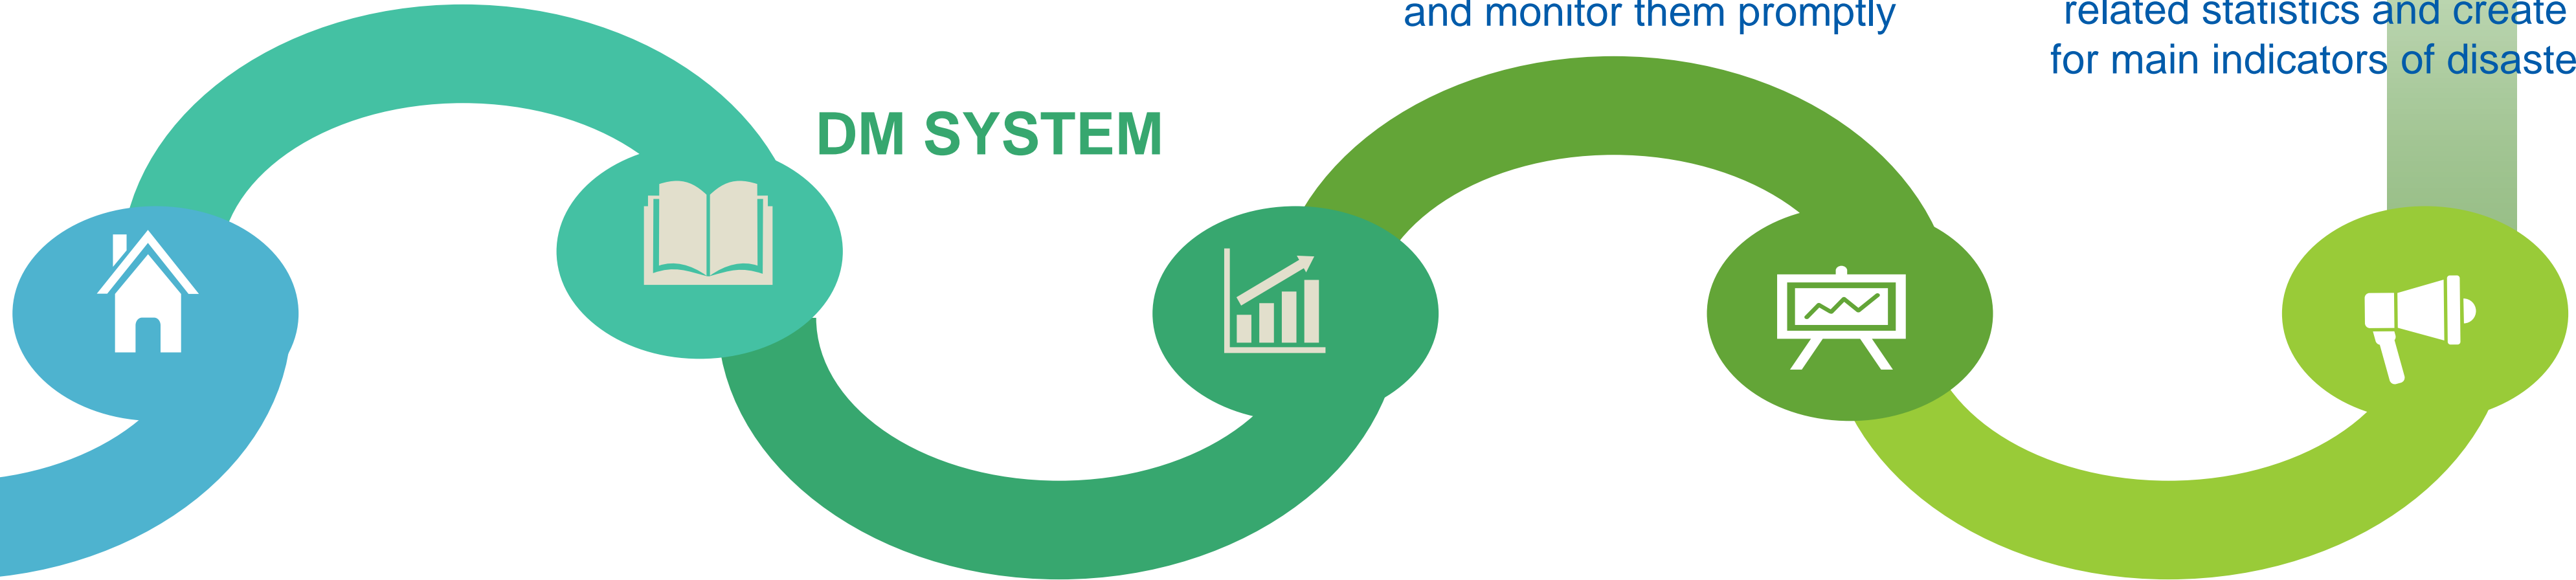 and monitor them promptly
related statistics and create
for main indicators of disaste
DM SYSTEM